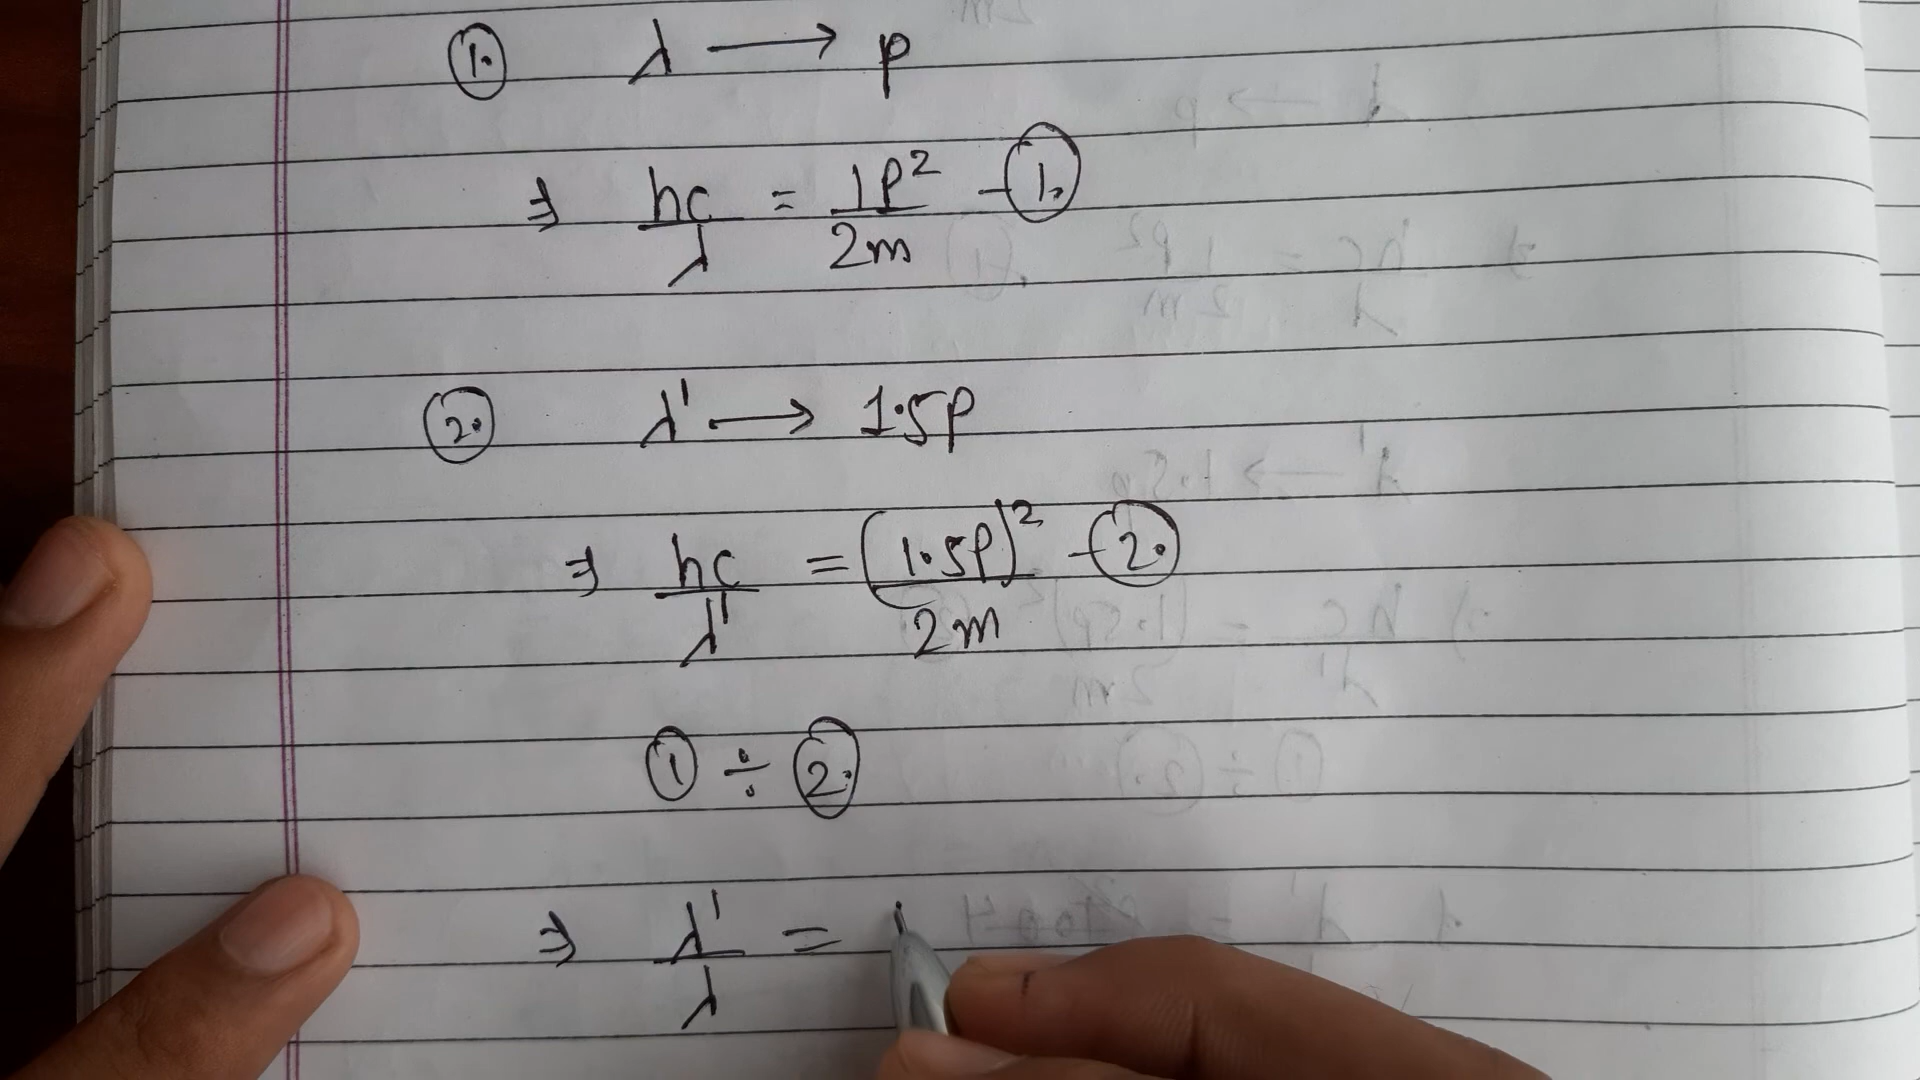 ① λ ⟶ p
⇒ hc/λ = 1p²/2m – ①
② λ' ⟶ 1.5p
⇒ hc/λ' = (1.5p)²/2m – ②
① ÷ ②
⇒ λ'/λ =